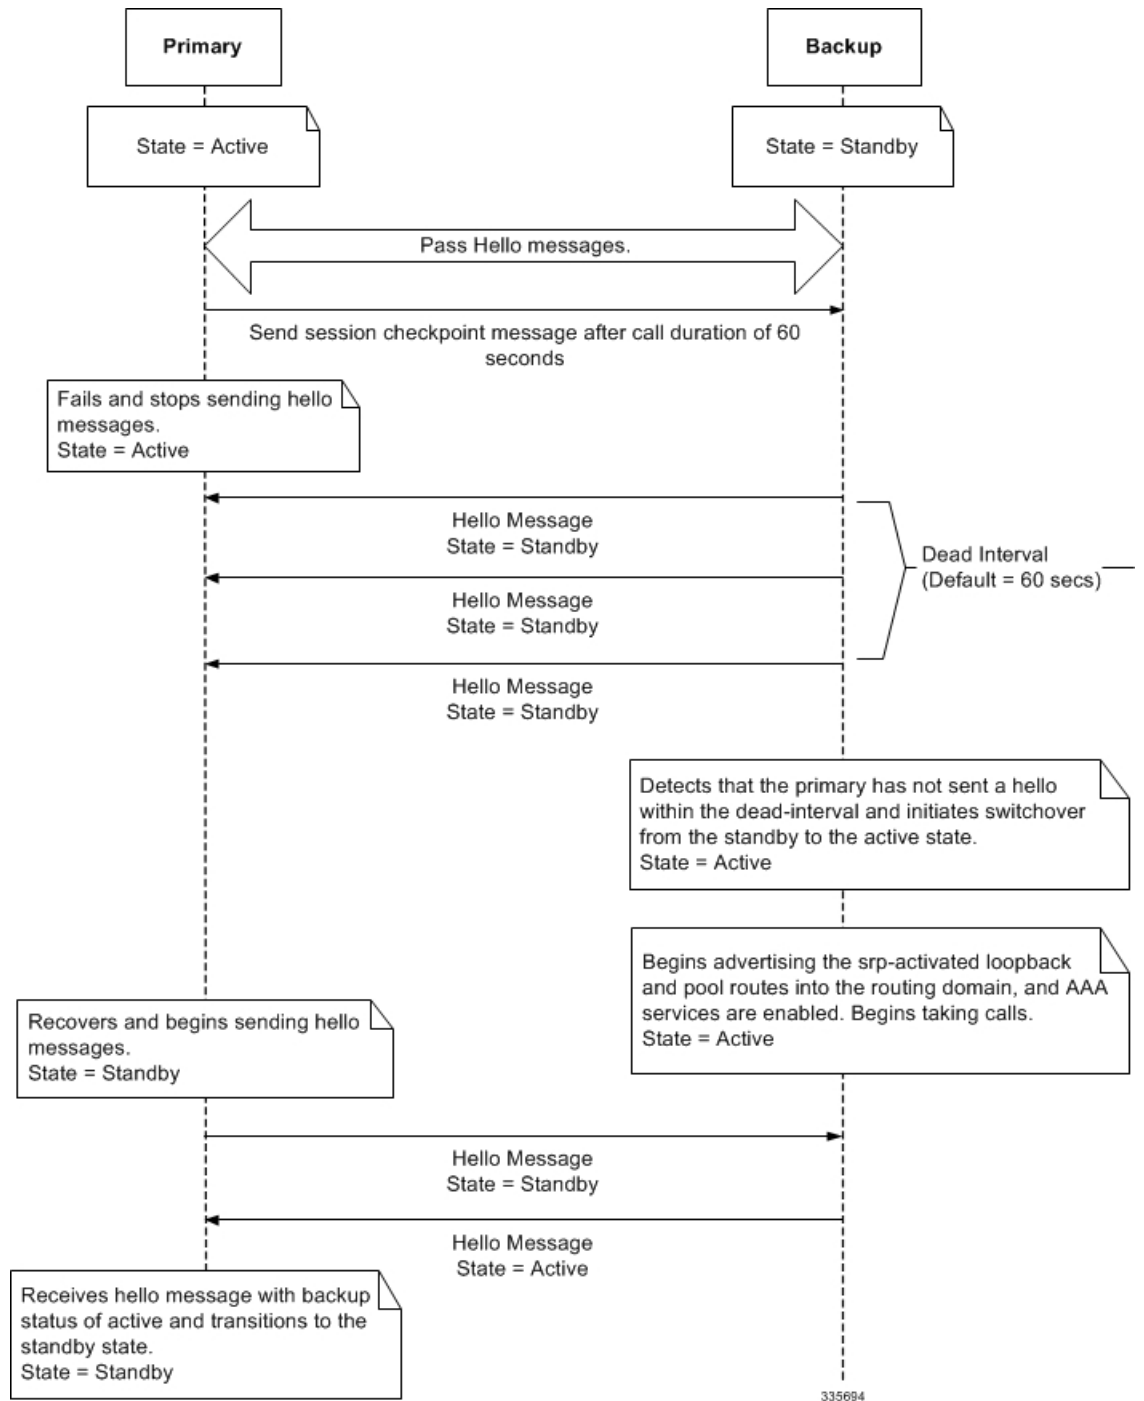 Primary
Backup
State = Active
State = Standby
Pass Hello messages.
Send session checkpoint message after call duration of 60
seconds
Fails and stops sending hello
messages.
State = Active
Hello Message
State = Standby
Dead Interval
(Default = 60 secs)
Hello Message
State = Standby
Hello Message
State = Standby
Detects that the primary has not sent a hello
within the dead-interval and initiates switchover
from the standby to the active state.
State = Active
Begins advertising the srp-activated loopback
and pool routes into the routing domain, and AAA
services are enabled. Begins taking calls.
State = Active
Recovers and begins sending hello
messages.
State = Standby
Hello Message
State = Standby
Hello Message
State = Active
Receives hello message with backup
status of active and transitions to the
standby state.
State = Standby
335694